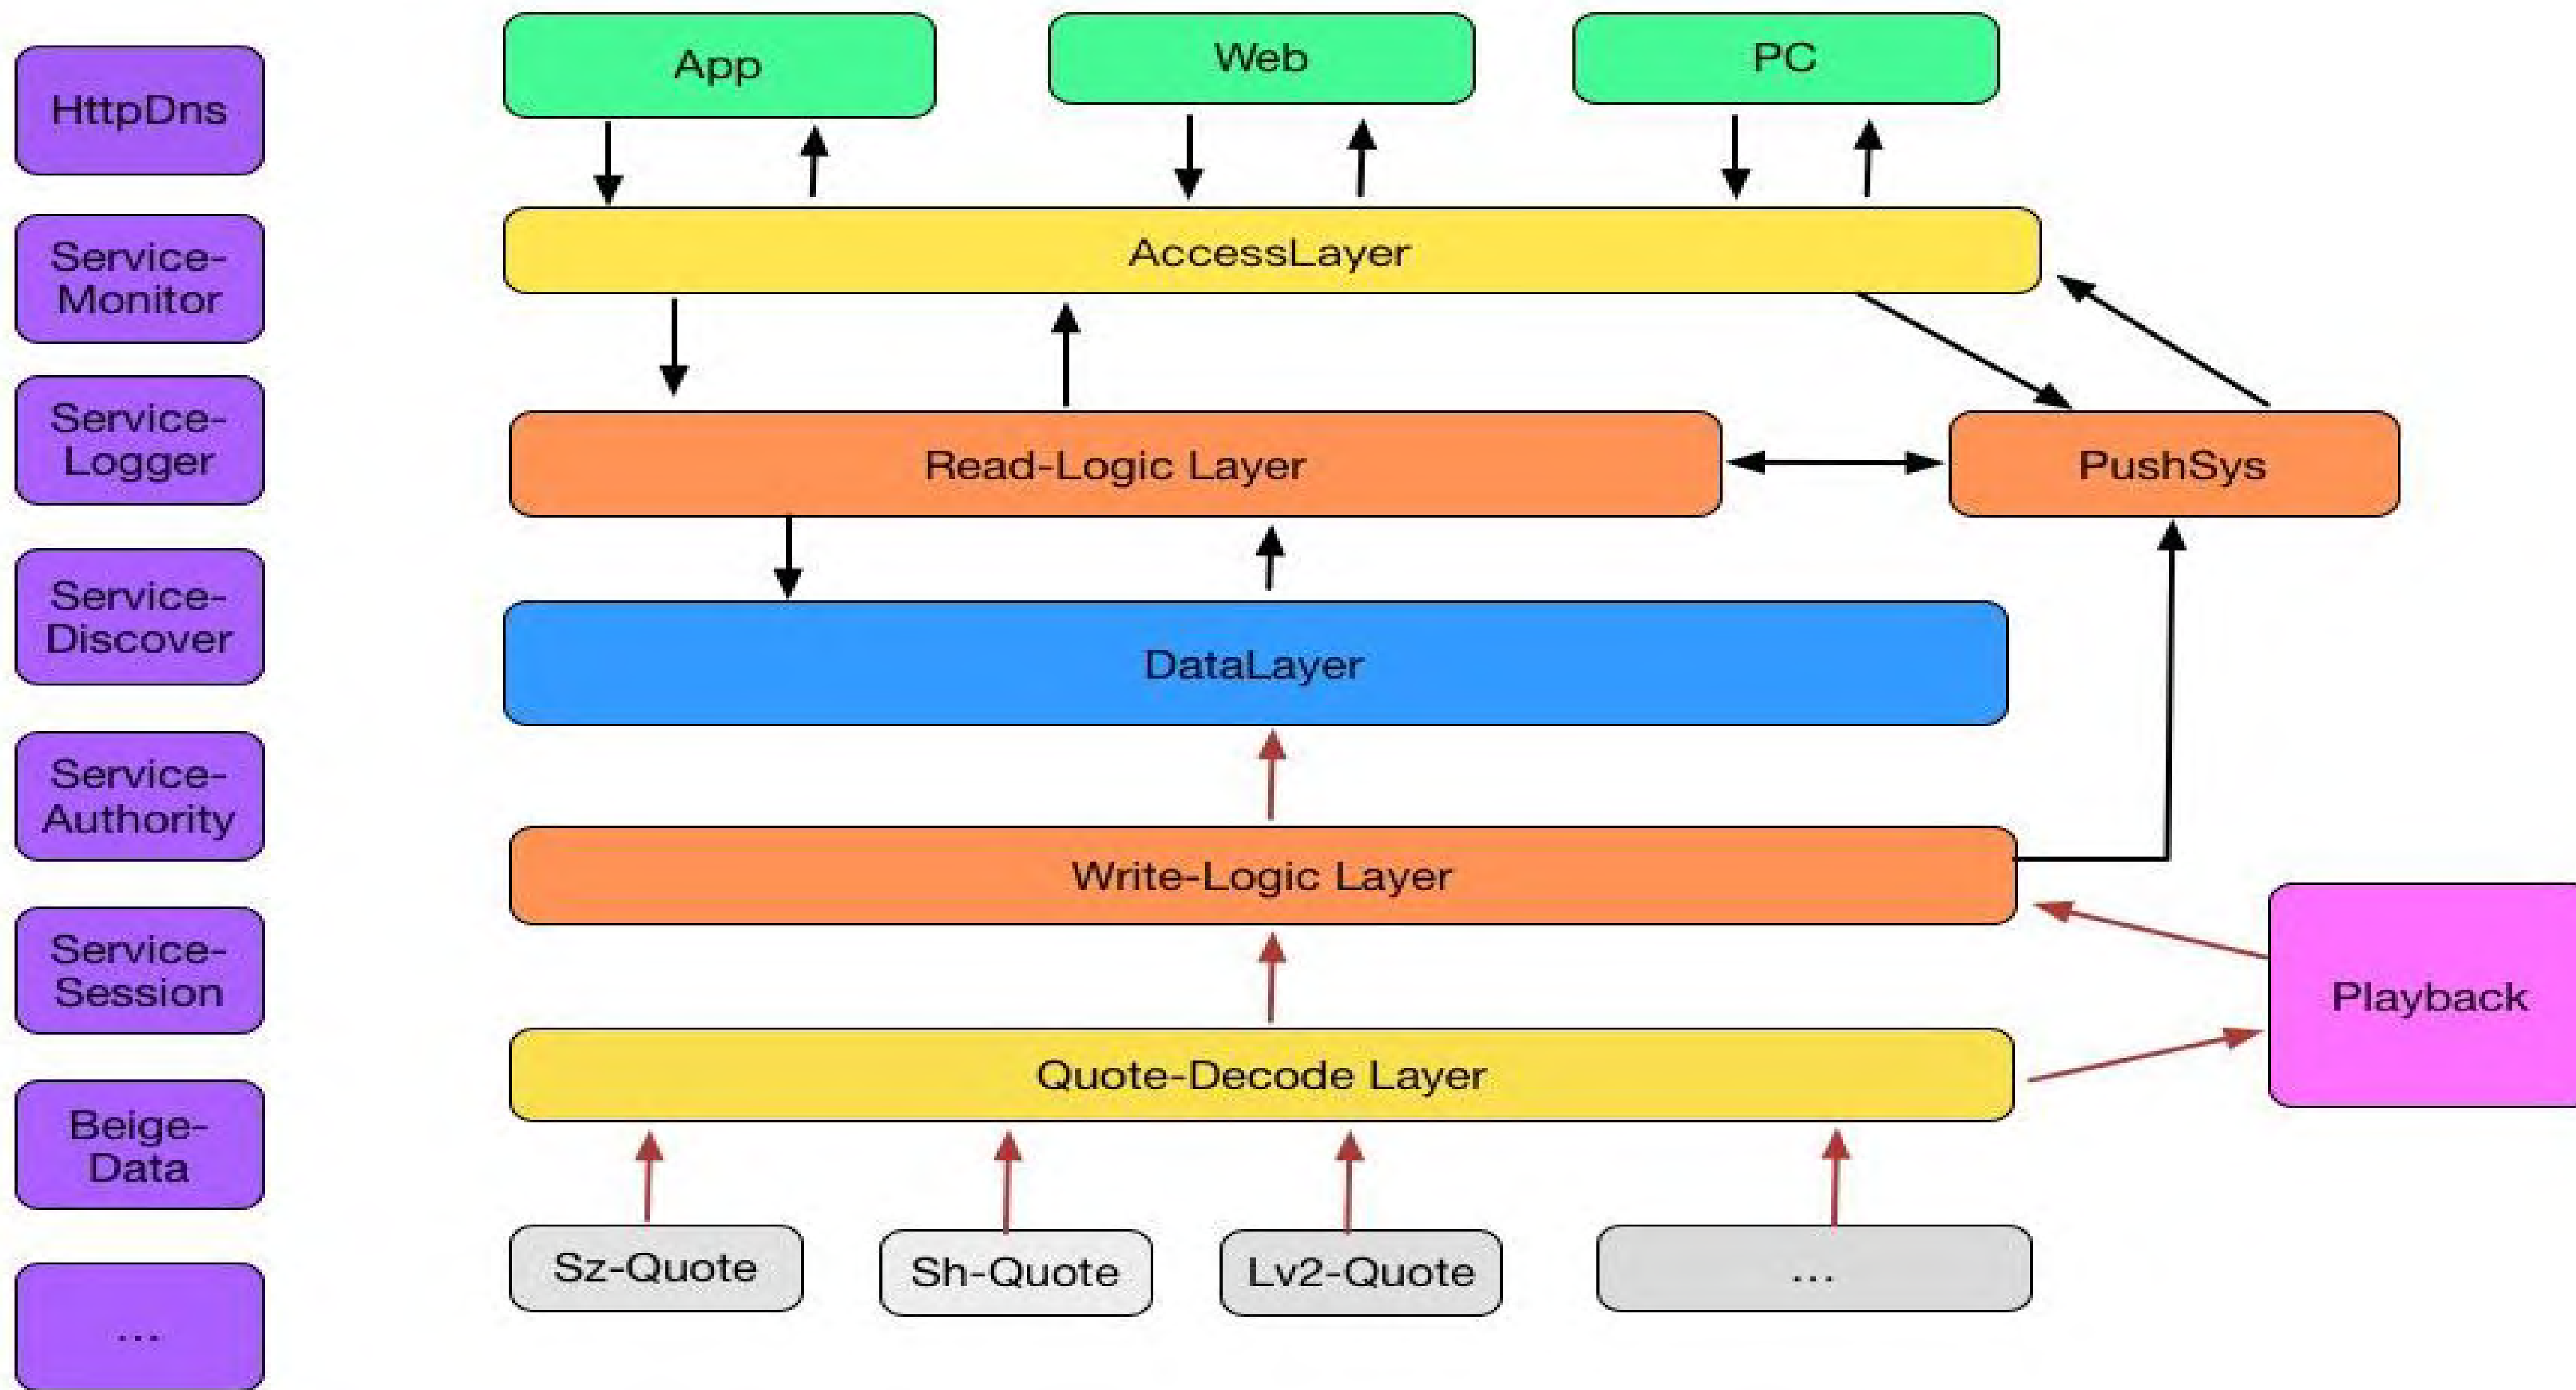 HttpDns
Service-
Monitor
Service-
Logger
Service-
Discover
Service-
Authority
Service-
Session
Beige-
Data
...
App
Web
PC
AccessLayer
Read-Logic Layer
PushSys
DataLayer
Write-Logic Layer
Playback
Quote-Decode Layer
Sz-Quote
Sh-Quote
Lv2-Quote
...